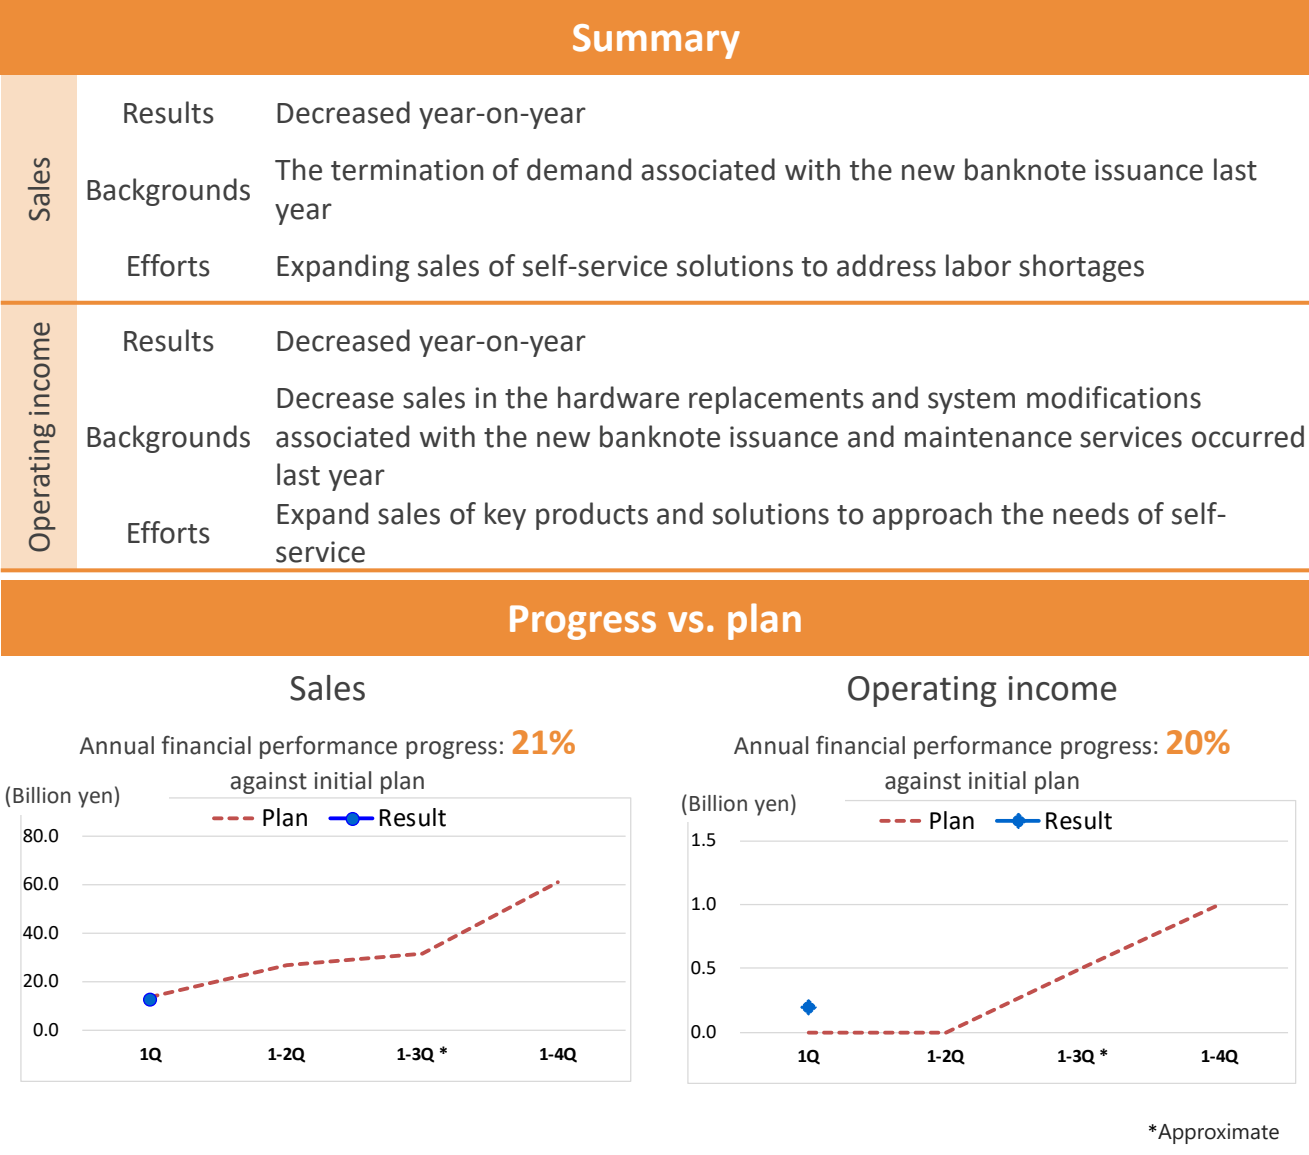 Summary
Sales
Results
Decreased year-on-year
Backgrounds
The termination of demand associated with the new banknote issuance last
year
Efforts
Expanding sales of self-service solutions to address labor shortages
Operating income
Results
Decreased year-on-year
Backgrounds
Decrease sales in the hardware replacements and system modifications
associated with the new banknote issuance and maintenance services occurred
last year
Efforts
Expand sales of key products and solutions to approach the needs of self-
service
Progress vs. plan
Sales
Annual financial performance progress: 21%
against initial plan
(Billion yen)
Plan Result
80.0
60.0
40.0
20.0
0.0
1Q 1-2Q 1-3Q * 1-4Q
Operating income
Annual financial performance progress: 20%
against initial plan
(Billion yen)
Plan Result
1.5
1.0
0.5
0.0
1Q 1-2Q 1-3Q * 1-4Q
*Approximate